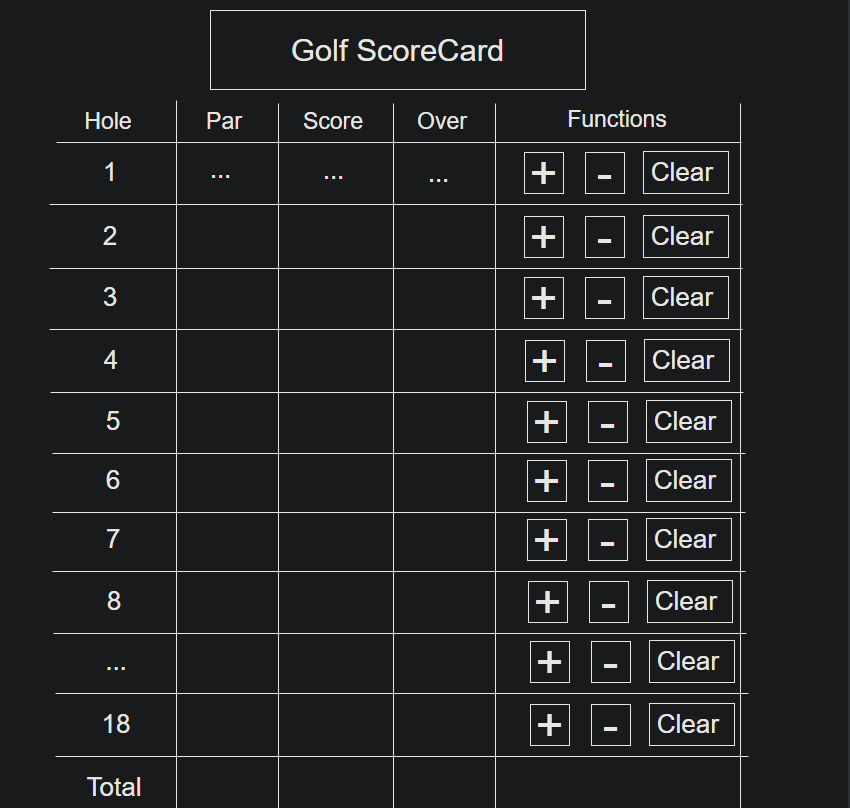 Golf ScoreCard
Hole Par Score Over Functions
1 ... ... ... + - Clear
2 + - Clear
3 + - Clear
4 + - Clear
5 + - Clear
6 + - Clear
7 + - Clear
8 + - Clear
... + - Clear
18 + - Clear
Total